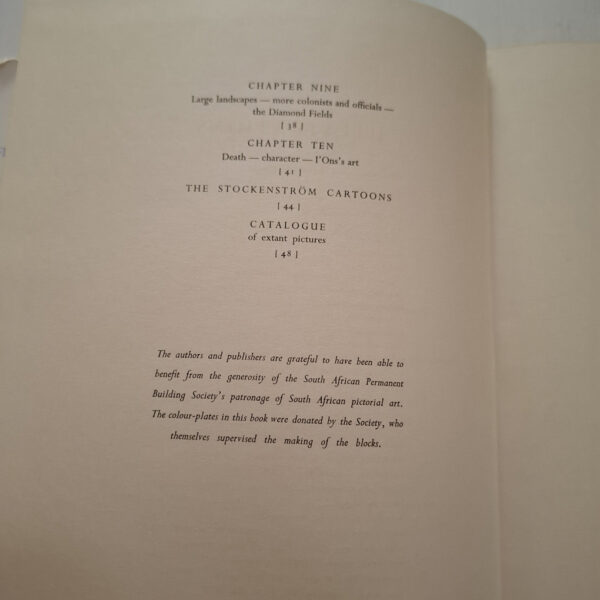 CHAPTER NINE
Large landscapes — more colonists and officials —
the Diamond Fields
[ 38 ]
CHAPTER TEN
Death — character — I'Ons's art
[ 41 ]
THE STOCKENSTRÖM CARTOONS
[ 44 ]
CATALOGUE
of extant pictures
[ 48 ]
The authors and publishers are grateful to have been able to
benefit from the generosity of the South African Permanent
Building Society's patronage of South African pictorial art.
The colour-plates in this book were donated by the Society, who
themselves supervised the making of the blocks.